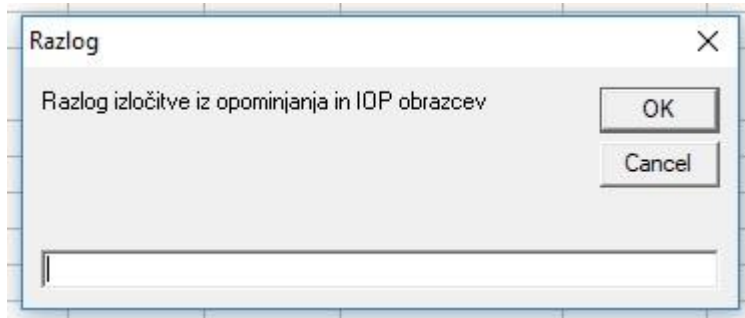 Razlog
Razlog izločitve iz opominjanja in IOP obrazcev
OK
Cancel